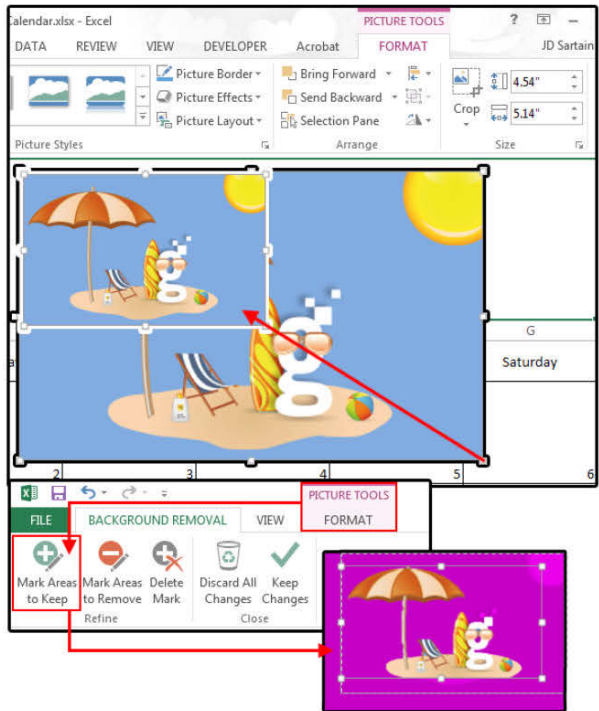 Calendar.xlsx - Excel
PICTURE TOOLS
?
DATA REVIEW VIEW DEVELOPER Acrobat FORMAT JD Sartain
Picture Border
Picture Effects
Picture Layout
Bring Forward
Send Backward
Selection Pane
Crop
4.54"
5.14"
Picture Styles
Arrange
Size
g
g
G
Saturday
2 3 4 5 6
PICTURE TOOLS
FILE BACKGROUND REMOVAL VIEW FORMAT
Mark Areas to Keep
Mark Areas to Remove
Delete Mark
Discard All Changes
Keep Changes
Refine
Close
g